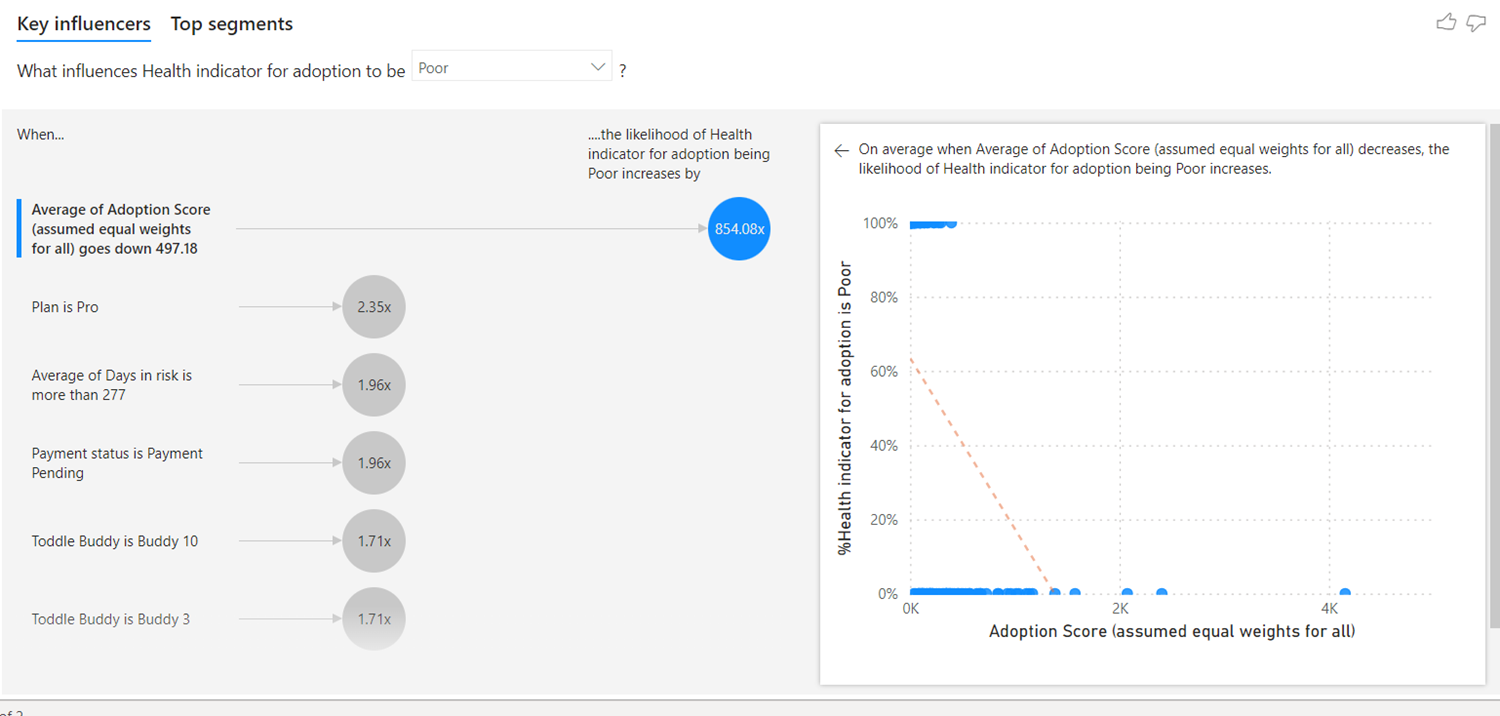 Key influencers Top segments
What influences Health indicator for adoption to be Poor ?
When...
....the likelihood of Health
indicator for adoption being
Poor increases by
Average of Adoption Score
(assumed equal weights
for all) goes down 497.18
854.08x
Plan is Pro
2.35x
Average of Days in risk is
more than 277
1.96x
Payment status is Payment
Pending
1.96x
Toddle Buddy is Buddy 10
1.71x
Toddle Buddy is Buddy 3
1.71x
On average when Average of Adoption Score (assumed equal weights for all) decreases, the
likelihood of Health indicator for adoption being Poor increases.
%Health indicator for adoption is Poor
100%
80%
60%
40%
20%
0%
0K 2K 4K
Adoption Score (assumed equal weights for all)